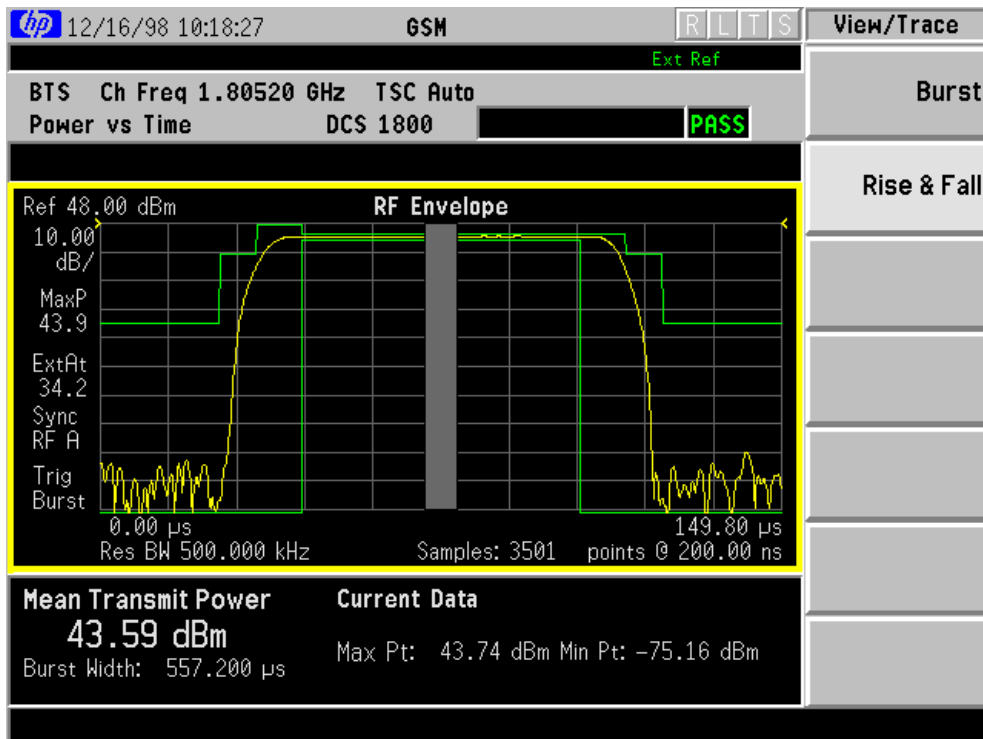 hp 12/16/98 10:18:27 GSM R L T S View/Trace
Ext Ref
BTS Ch Freq 1.80520 GHz TSC Auto
Power vs Time DCS 1800 PASS
Burst
Rise & Fall
Ref 48.00 dBm RF Envelope
10.00
dB/
MaxP
43.9
ExtAt
34.2
Sync
RF A
Trig
Burst
0.00 µs 149.80 µs
Res BW 500.000 kHz Samples: 3501 points @ 200.00 ns
Mean Transmit Power Current Data
43.59 dBm
Max Pt: 43.74 dBm Min Pt: -75.16 dBm
Burst Width: 557.200 µs